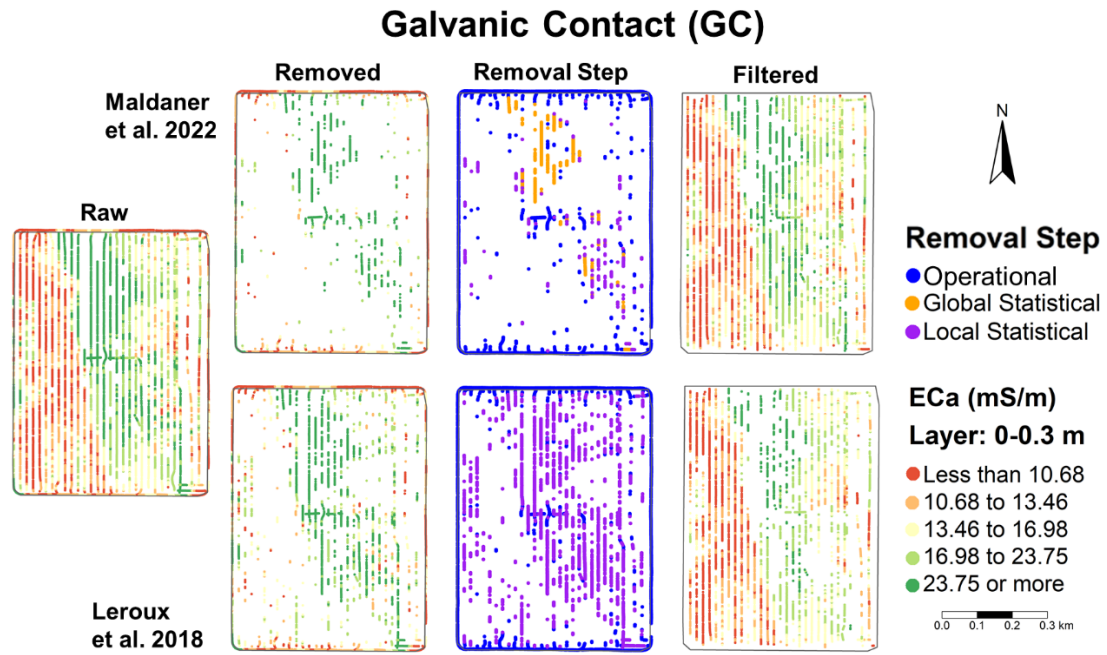 Galvanic Contact (GC)
Removed
Removal Step
Filtered
Maldaner
et al. 2022
Raw
Leroux
et al. 2018
N
Removal Step
Operational
Global Statistical
Local Statistical
ECa (mS/m)
Layer: 0-0.3 m
Less than 10.68
10.68 to 13.46
13.46 to 16.98
16.98 to 23.75
23.75 or more
0.0 0.1 0.2 0.3 km